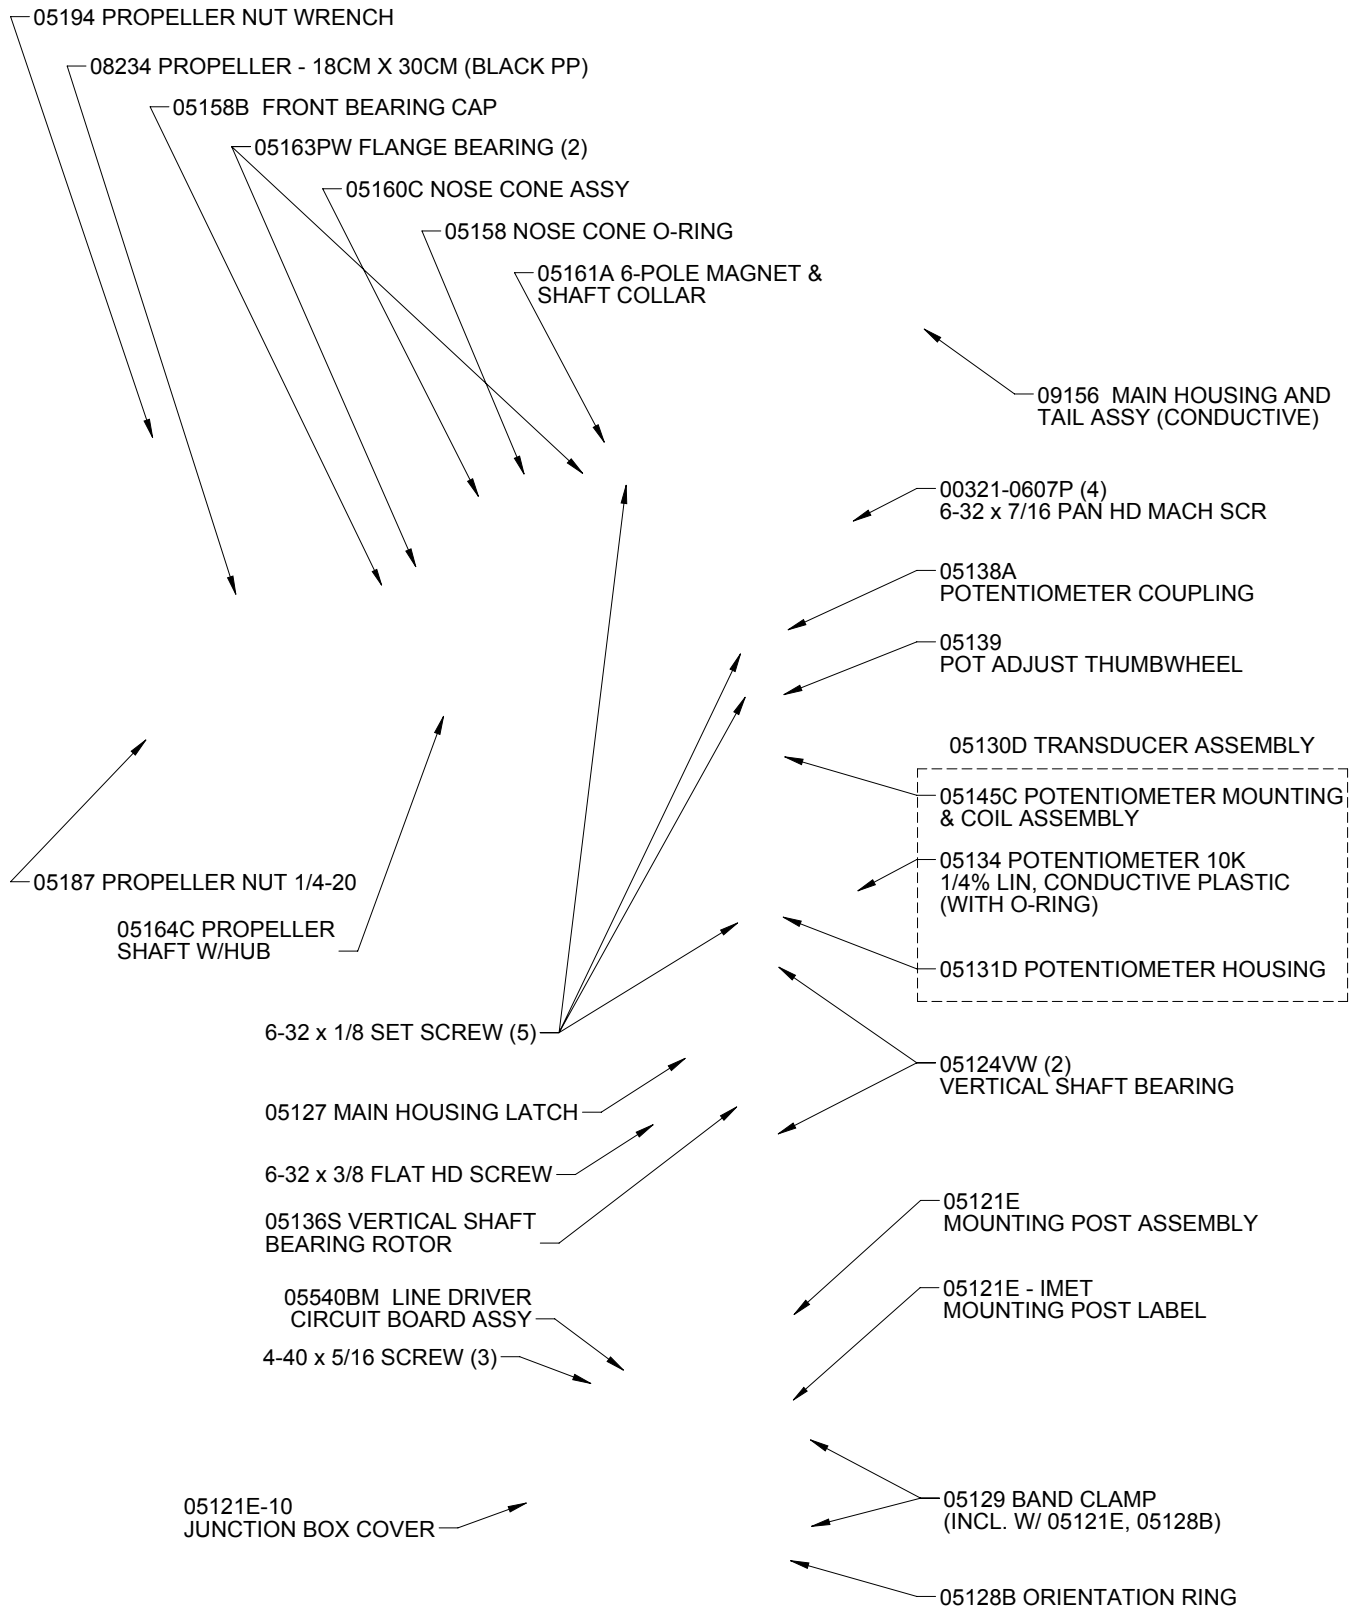 05194 PROPELLER NUT WRENCH
08234 PROPELLER - 18CM X 30CM (BLACK PP)
05158B FRONT BEARING CAP
05163PW FLANGE BEARING (2)
05160C NOSE CONE ASSY
05158 NOSE CONE O-RING
05161A 6-POLE MAGNET &
SHAFT COLLAR
09156 MAIN HOUSING AND
TAIL ASSY (CONDUCTIVE)
00321-0607P (4)
6-32 x 7/16 PAN HD MACH SCR
05138A
POTENTIOMETER COUPLING
05139
POT ADJUST THUMBWHEEL
05130D TRANSDUCER ASSEMBLY
05145C POTENTIOMETER MOUNTING
& COIL ASSEMBLY
05134 POTENTIOMETER 10K
1/4% LIN, CONDUCTIVE PLASTIC
(WITH O-RING)
05131D POTENTIOMETER HOUSING
05187 PROPELLER NUT 1/4-20
05164C PROPELLER
SHAFT W/HUB
6-32 x 1/8 SET SCREW (5)
05124VW (2)
VERTICAL SHAFT BEARING
05127 MAIN HOUSING LATCH
6-32 x 3/8 FLAT HD SCREW
05136S VERTICAL SHAFT
BEARING ROTOR
05121E
MOUNTING POST ASSEMBLY
05121E - IMET
MOUNTING POST LABEL
05540BM LINE DRIVER
CIRCUIT BOARD ASSY
4-40 x 5/16 SCREW (3)
05121E-10
JUNCTION BOX COVER
05129 BAND CLAMP
(INCL. W/ 05121E, 05128B)
05128B ORIENTATION RING